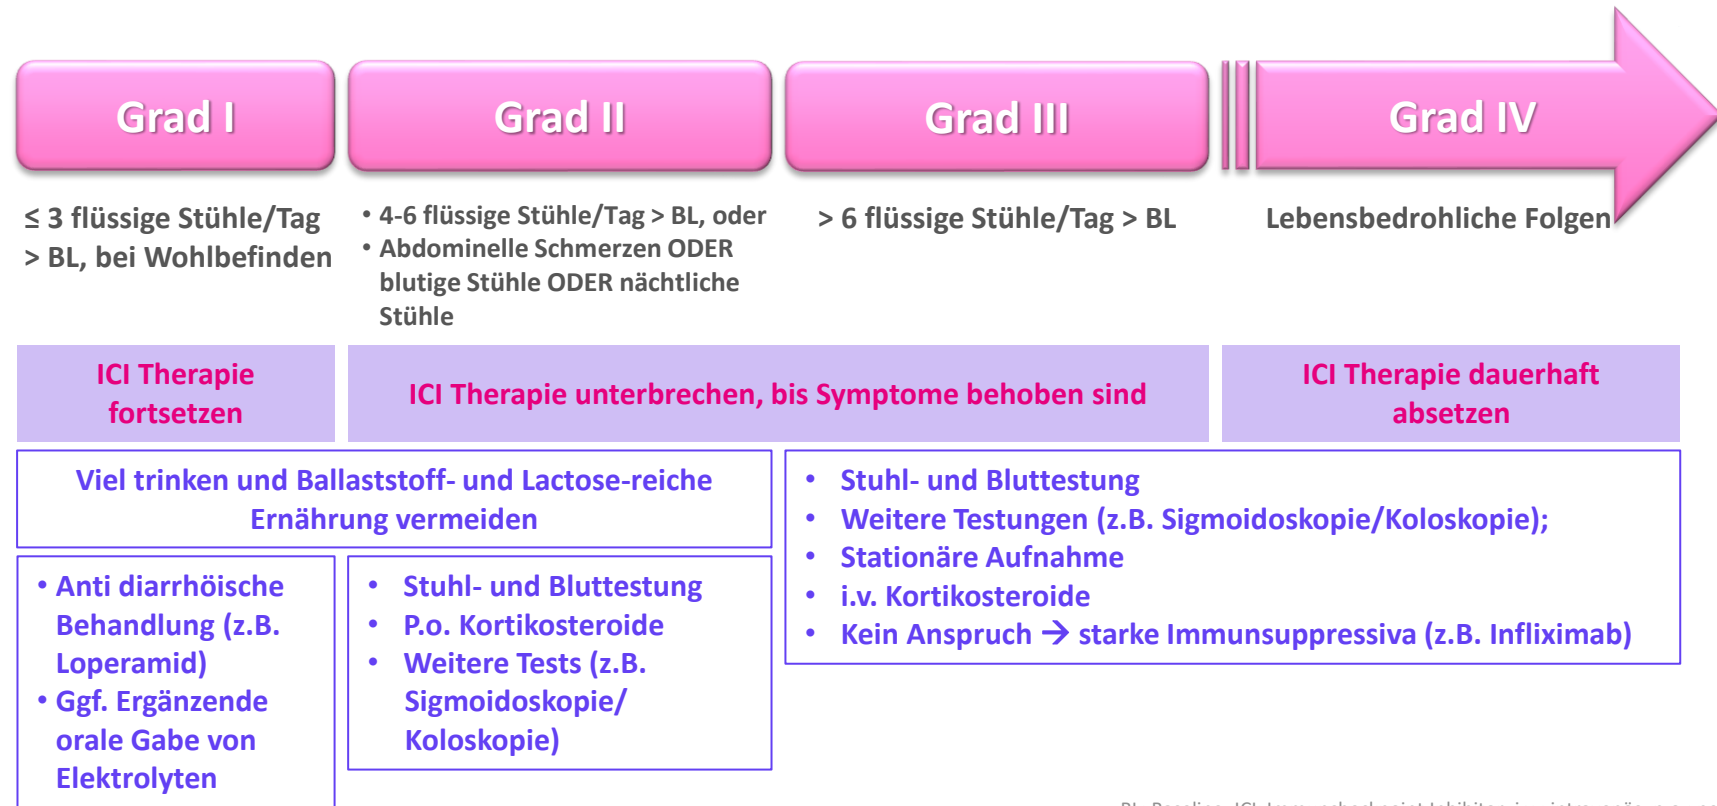 Grad I
Grad II
Grad III
Grad IV
≤ 3 flüssige Stühle/Tag
> BL, bei Wohlbefinden
• 4-6 flüssige Stühle/Tag > BL, oder
• Abdominelle Schmerzen ODER
blutige Stühle ODER nächtliche
Stühle
> 6 flüssige Stühle/Tag > BL
Lebensbedrohliche Folgen
ICI Therapie
fortsetzen
ICI Therapie unterbrechen, bis Symptome behoben sind
ICI Therapie dauerhaft
absetzen
Viel trinken und Ballaststoff- und Lactose-reiche
Ernährung vermeiden
• Anti diarrhöische
Behandlung (z.B.
Loperamid)
• Ggf. Ergänzende
orale Gabe von
Elektrolyten
• Stuhl- und Bluttestung
• P.o. Kortikosteroide
• Weitere Tests (z.B.
Sigmoidoskopie/
Koloskopie)
• Stuhl- und Bluttestung
• Weitere Testungen (z.B. Sigmoidoskopie/Koloskopie);
• Stationäre Aufnahme
• i.v. Kortikosteroide
• Kein Anspruch → starke Immunsuppressiva (z.B. Infliximab)